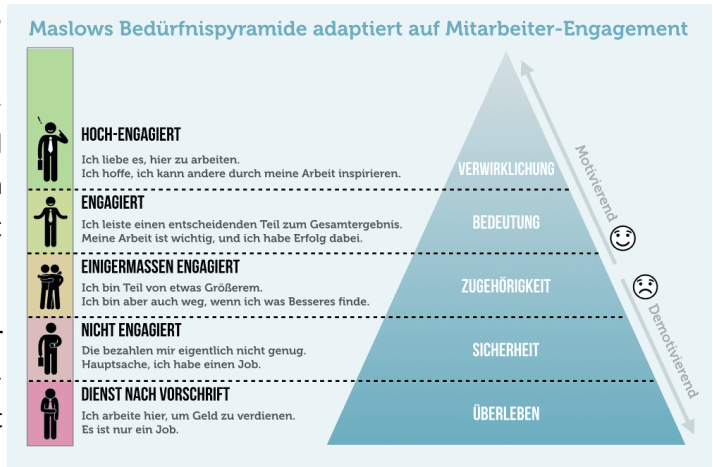 Maslows Bedürfnispyramide adaptiert auf Mitarbeiter-Engagement
HOCH-ENGAGIERT
Ich liebe es, hier zu arbeiten.
Ich hoffe, ich kann andere durch meine Arbeit inspirieren.
VERWIRKLICHUNG
ENGAGIERT
Ich leiste einen entscheidenden Teil zum Gesamtergebnis.
Meine Arbeit ist wichtig, und ich habe Erfolg dabei.
BEDEUTUNG
EINIGERMASSEN ENGAGIERT
Ich bin Teil von etwas Größerem.
Ich bin aber auch weg, wenn ich was Besseres finde.
ZUGEHÖRIGKEIT
NICHT ENGAGIERT
Die bezahlen mir eigentlich nicht genug.
Hauptsache, ich habe einen Job.
SICHERHEIT
DIENST NACH VORSCHRIFT
Ich arbeite hier, um Geld zu verdienen.
Es ist nur ein Job.
ÜBERLEBEN
Motivierend
Demotivierend